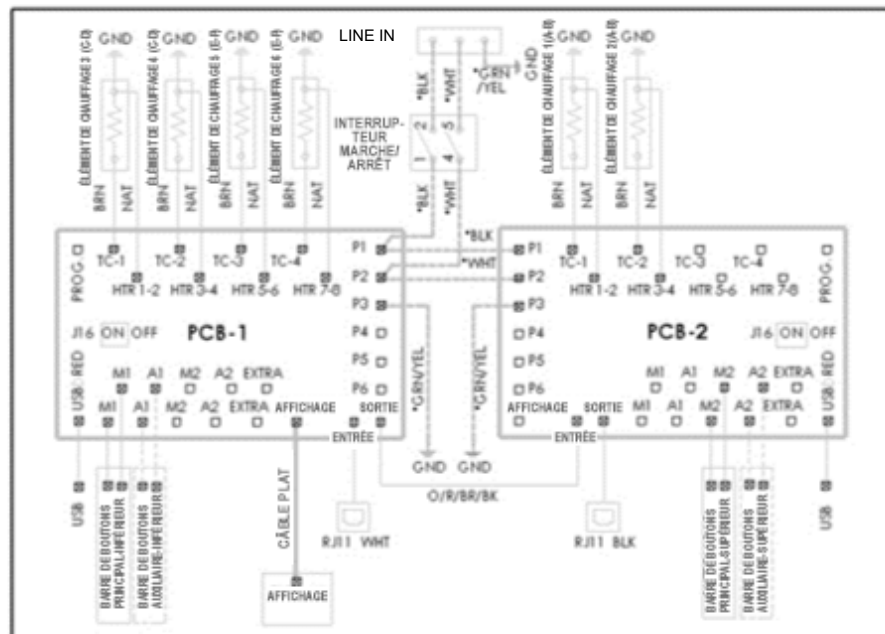 GND GND GND GND LINE IN GND GND
ÉLÉMENT DE CHAUFFAGE 3 (C-D)
ÉLÉMENT DE CHAUFFAGE 4 (C-D)
ÉLÉMENT DE CHAUFFAGE 5 (E-F)
ÉLÉMENT DE CHAUFFAGE 6 (E-F)
*BLK
*WHT
*GRN
/YEL
GND
ÉLÉMENT DE CHAUFFAGE 1 (A-B)
ÉLÉMENT DE CHAUFFAGE 2 (A-B)
INTERRUP-
TEUR
MARCHE/
ARRÊT
2 5
1 4
BRN NAT BRN NAT BRN NAT BRN NAT
*BLK
*WHT
BRN NAT BRN NAT
PROG.
TC-1 TC-2 TC-3 TC-4
HTR 1-2 HTR 3-4 HTR 5-6 HTR 7-8
P1
P2
P3
P4
P5
P6
J16 ON OFF
PCB-1
USB RED
M1 A1 M2 A2 EXTRA
M1 A1 M2 A2 EXTRA
AFFICHAGE
SORTIE
ENTRÉE
*BLK
*WHT
*GRN/YEL
*GRN/YEL
P1
P2
P3
P4
P5
P6
TC-1 TC-2 TC-3 TC-4
HTR 1-2 HTR 3-4 HTR 5-6 HTR 7-8
PROG.
PCB-2
J16 ON OFF
M1 A1 M2 A2 EXTRA
AFFICHAGE SORTIE M1 A1 M2 A2 EXTRA
USB RED
ENTRÉE
GND GND
O/R/BR/BK
USB
BARRE DE BOUTONS
PRINCIPAL-INFÉRIEUR
BARRE DE BOUTONS
AUXILIAIRE-INFÉRIEUR
CÂBLE PLAT
RJ11 WHT
RJ11 BLK
BARRE DE BOUTONS
PRINCIPAL-SUPÉRIEUR
BARRE DE BOUTONS
AUXILIAIRE-SUPÉRIEUR
USB
AFFICHAGE